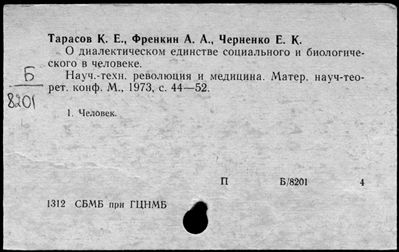 Тарасов К. Е., Френкин А. А., Черненко Е. К.
О диалектическом единстве социального и биологиче-
ского в человеке.
Науч.-техн. революция и медицина. Матер. науч-тео-
рет. конф. М., 1973, с. 44—52.
Б
8201
1. Человек.
П Б/8201 4
1312 СБМБ при ГЦНМБ